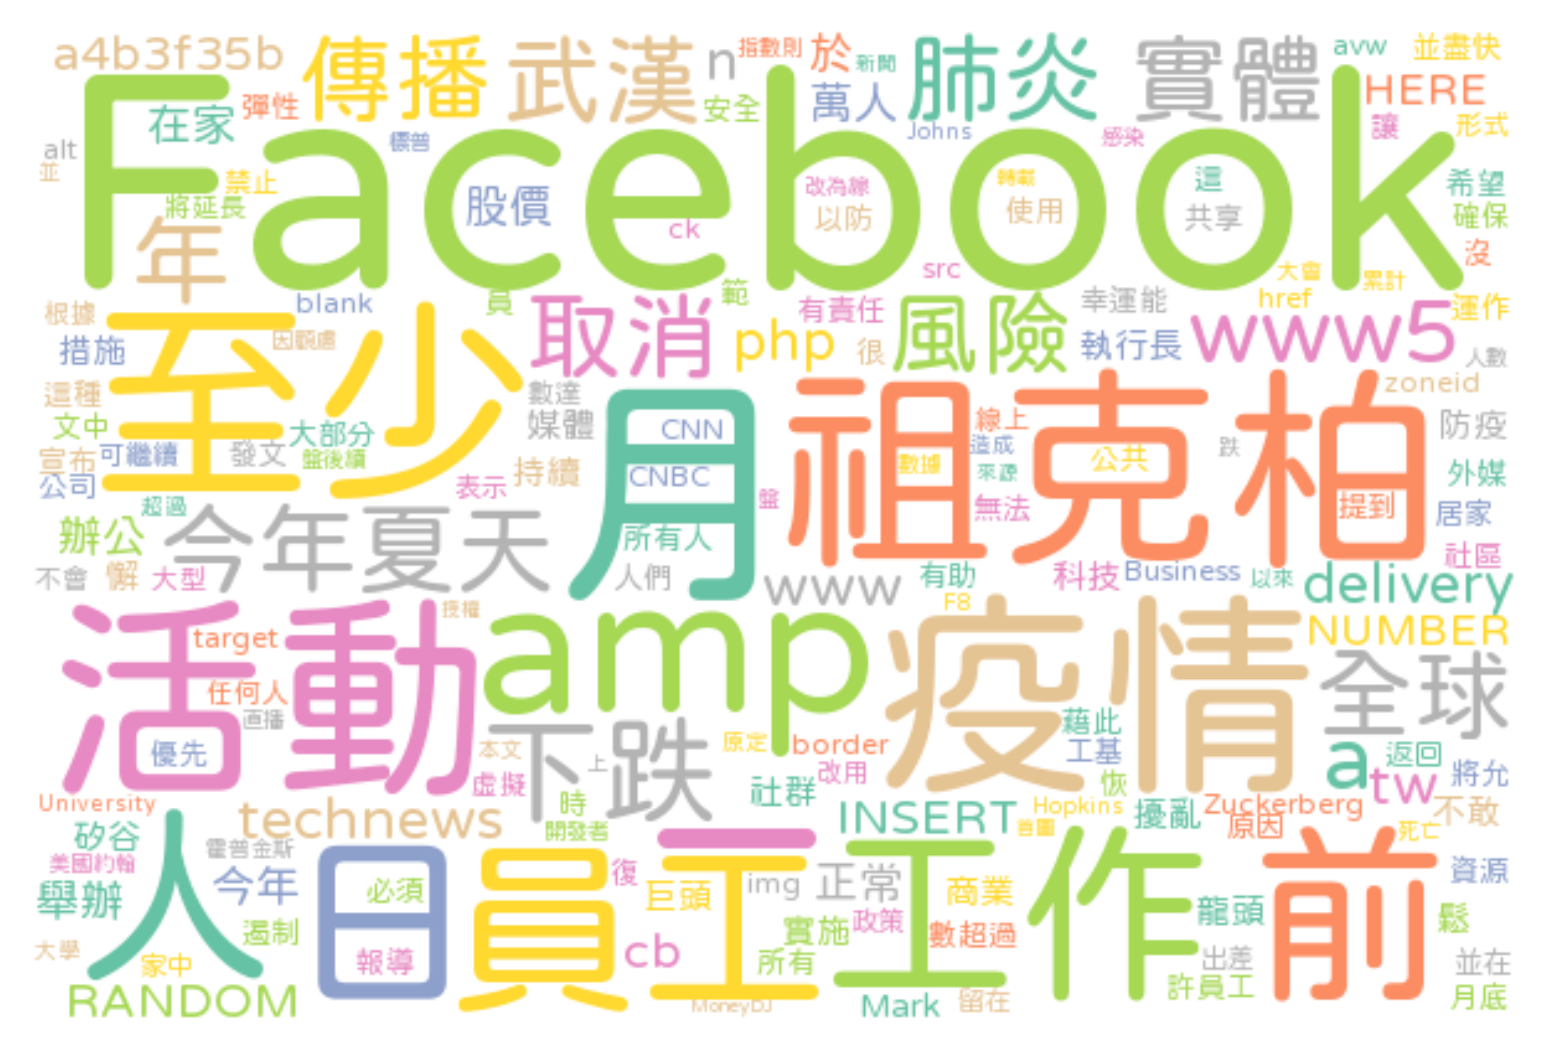 a4b3f35b 傳播 武漢 n 指數則 於 新聞 肺炎 實體 avw 並盡快
在家 彈性 安全 萬人 HERE
Facebook
alt 標普 Johns 感染 讓 形式
並 禁止 將延長 股價 ck 改為線 以防 轉載 使用 這 共享 希望 確保
年 src 大會 沒
根據 blank 員 取消 範 有責任 風險 幸運能 href 累計 運作
措施 因顧慮 php 很 執行長 www5 人數
至少 月 祖克柏
這種 數達 zoneid
文中 大部分 媒體 CNN 線上 防疫
宣布 可繼續 發文 盤後續 持續 CNBC 數據 造成 公共 跌
公司 超過 表示 盤 來源 無法 提到 外媒 居家
辦公 今年夏天 所有人 社區
不會 懈 大型 人們 www 有助 科技 Business 以來 delivery
活動 授權 amp F8 疫情 NUMBER
target 任何人 直播 全球
優先 本文 下跌 上 原定 border 藉此 工基 a 返回
虛擬 改用 恢 tw 將允
University technews 時 社群 INSERT Hopkins 擾亂 Zuckerberg 不敢
矽谷 開發者 首圖 原因 死亡
人 日 員工 工作 前
美國約翰 霍普金斯 今年 必須 復 巨頭 img 正常 商業 資源
舉辦 遏制 實施 政策 數超過 龍頭 鬆
大學 家中 報導 cb 所有 出差 並在
RANDOM MoneyDJ Mark 留在 許員工 月底